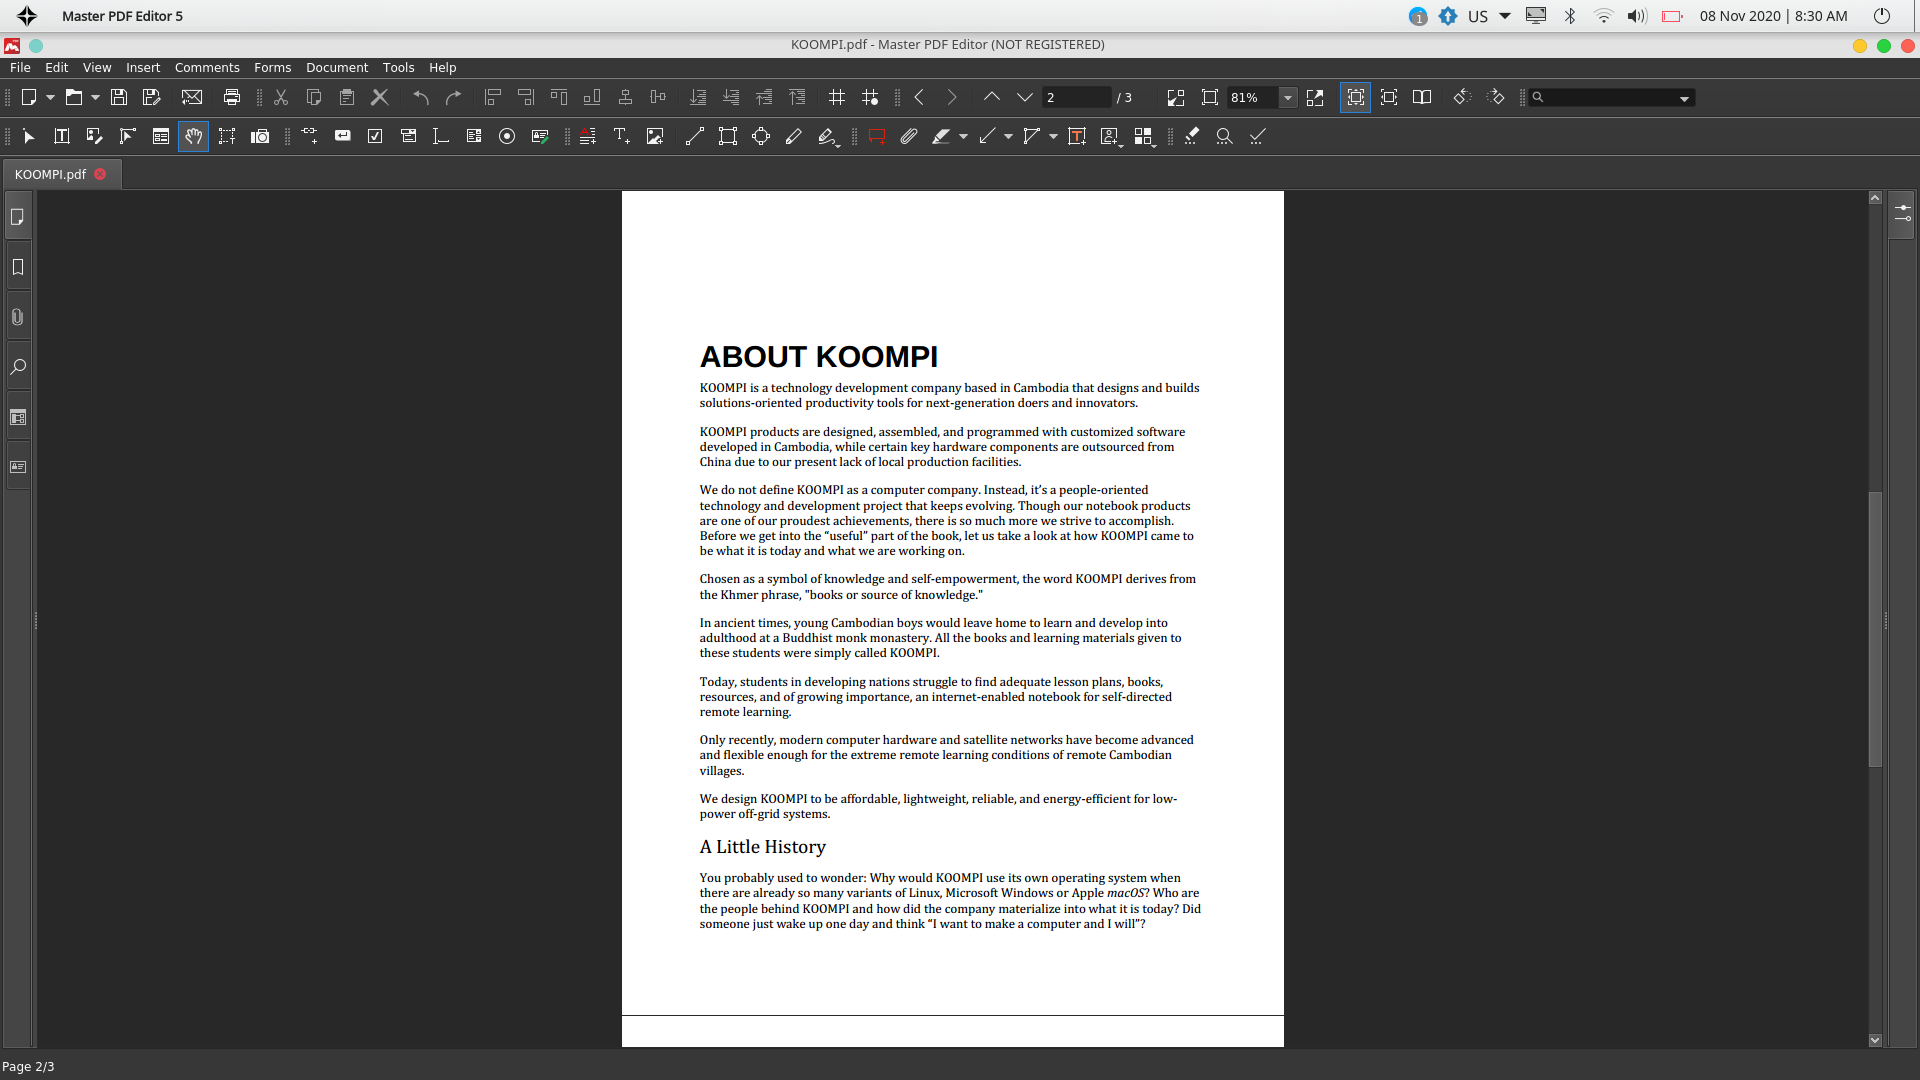 Master PDF Editor 5
1
US
08 Nov 2020 | 8:30 AM
KOOMPI.pdf - Master PDF Editor (NOT REGISTERED)
File Edit View Insert Comments Forms Document Tools Help
2 / 3
81%
KOOMPI.pdf
ABOUT KOOMPI
KOOMPI is a technology development company based in Cambodia that designs and builds
solutions-oriented productivity tools for next-generation doers and innovators.
KOOMPI products are designed, assembled, and programmed with customized software
developed in Cambodia, while certain key hardware components are outsourced from
China due to our present lack of local production facilities.
We do not define KOOMPI as a computer company. Instead, it’s a people-oriented
technology and development project that keeps evolving. Though our notebook products
are one of our proudest achievements, there is so much more we strive to accomplish.
Before we get into the “useful” part of the book, let us take a look at how KOOMPI came to
be what it is today and what we are working on.
Chosen as a symbol of knowledge and self-empowerment, the word KOOMPI derives from
the Khmer phrase, "books or source of knowledge."
In ancient times, young Cambodian boys would leave home to learn and develop into
adulthood at a Buddhist monk monastery. All the books and learning materials given to
these students were simply called KOOMPI.
Today, students in developing nations struggle to find adequate lesson plans, books,
resources, and of growing importance, an internet-enabled notebook for self-directed
remote learning.
Only recently, modern computer hardware and satellite networks have become advanced
and flexible enough for the extreme remote learning conditions of remote Cambodian
villages.
We design KOOMPI to be affordable, lightweight, reliable, and energy-efficient for low-
power off-grid systems.
A Little History
You probably used to wonder: Why would KOOMPI use its own operating system when
there are already so many variants of Linux, Microsoft Windows or Apple macOS? Who are
the people behind KOOMPI and how did the company materialize into what it is today? Did
someone just wake up one day and think “I want to make a computer and I will”?
Page 2/3